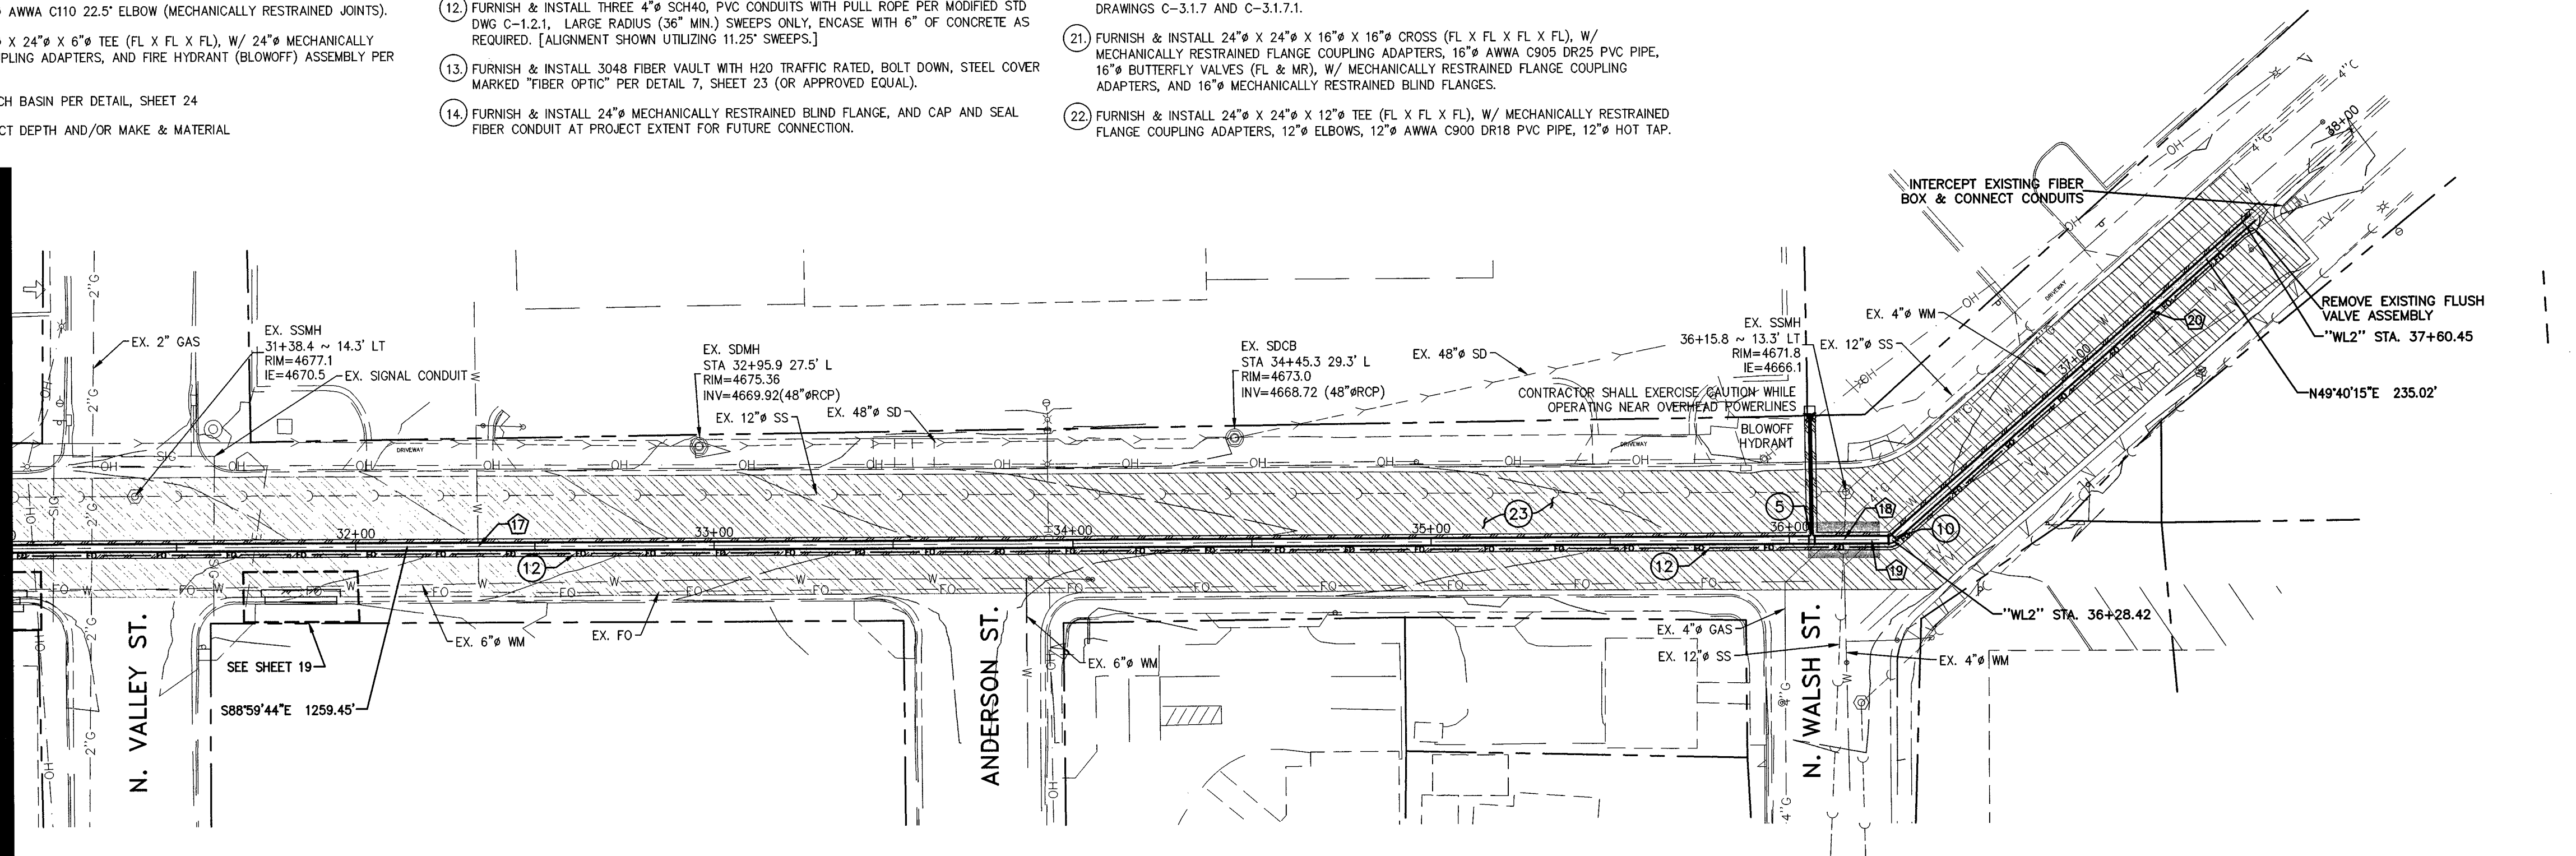 AWWA C110 22.5° ELBOW (MECHANICALLY RESTRAINED JOINTS).
X 24"ø X 6"ø TEE (FL X FL X FL), W/ 24"ø MECHANICALLY
PLING ADAPTERS, AND FIRE HYDRANT (BLOWOFF) ASSEMBLY PER
CH BASIN PER DETAIL, SHEET 24
CT DEPTH AND/OR MAKE & MATERIAL
12. FURNISH & INSTALL THREE 4"ø SCH40, PVC CONDUITS WITH PULL ROPE PER MODIFIED STD
DWG C-1.2.1, LARGE RADIUS (36" MIN.) SWEEPS ONLY, ENCASE WITH 6" OF CONCRETE AS
REQUIRED. [ALIGNMENT SHOWN UTILIZING 11.25° SWEEPS.]
13. FURNISH & INSTALL 3048 FIBER VAULT WITH H20 TRAFFIC RATED, BOLT DOWN, STEEL COVER
MARKED "FIBER OPTIC" PER DETAIL 7, SHEET 23 (OR APPROVED EQUAL).
14. FURNISH & INSTALL 24"ø MECHANICALLY RESTRAINED BLIND FLANGE, AND CAP AND SEAL
FIBER CONDUIT AT PROJECT EXTENT FOR FUTURE CONNECTION.
DRAWINGS C-3.1.7 AND C-3.1.7.1.
21. FURNISH & INSTALL 24"ø X 24"ø X 16"ø X 16"ø CROSS (FL X FL X FL X FL), W/
MECHANICALLY RESTRAINED FLANGE COUPLING ADAPTERS, 16"ø AWWA C905 DR25 PVC PIPE,
16"ø BUTTERFLY VALVES (FL & MR), W/ MECHANICALLY RESTRAINED FLANGE COUPLING
ADAPTERS, AND 16"ø MECHANICALLY RESTRAINED BLIND FLANGES.
22. FURNISH & INSTALL 24"ø X 24"ø X 12"ø TEE (FL X FL X FL), W/ MECHANICALLY RESTRAINED
FLANGE COUPLING ADAPTERS, 12"ø ELBOWS, 12"ø AWWA C900 DR18 PVC PIPE, 12"ø HOT TAP.
INTERCEPT EXISTING FIBER
BOX & CONNECT CONDUITS
38+00
REMOVE EXISTING FLUSH
VALVE ASSEMBLY
"WL2" STA. 37+60.45
N49°40'15"E 235.02'
EX. 4"ø WM
37+00
20
EX. 2" GAS
EX. SSMH
31+38.4 ~ 14.3' LT
RIM=4677.1
IE=4670.5
EX. SIGNAL CONDUIT
EX. SDMH
STA 32+95.9 27.5' L
RIM=4675.36
INV=4669.92(48"øRCP)
EX. 12"ø SS
EX. 48"ø SD
EX. SDCB
STA 34+45.3 29.3' L
RIM=4673.0
INV=4668.72 (48"øRCP)
EX. 48"ø SD
EX. SSMH
36+15.8 ~ 13.3' LT
RIM=4671.8
IE=4666.1
EX. 12"ø SS
CONTRACTOR SHALL EXERCISE CAUTION WHILE
OPERATING NEAR OVERHEAD POWERLINES
BLOWOFF
HYDRANT
DRIVEWAY
DRIVEWAY
DRIVEWAY
32+00
17
33+00
34+00
35+00
23
5
36+00
18
10
12
12
19
"WL2" STA. 36+28.42
N. VALLEY ST.
SEE SHEET 19
S88°59'44"E 1259.45'
EX. 6"ø WM
EX. FO
ANDERSON ST.
EX. 6"ø WM
EX. 4"ø GAS
EX. 12"ø SS
N. WALSH ST.
EX. 4"ø WM